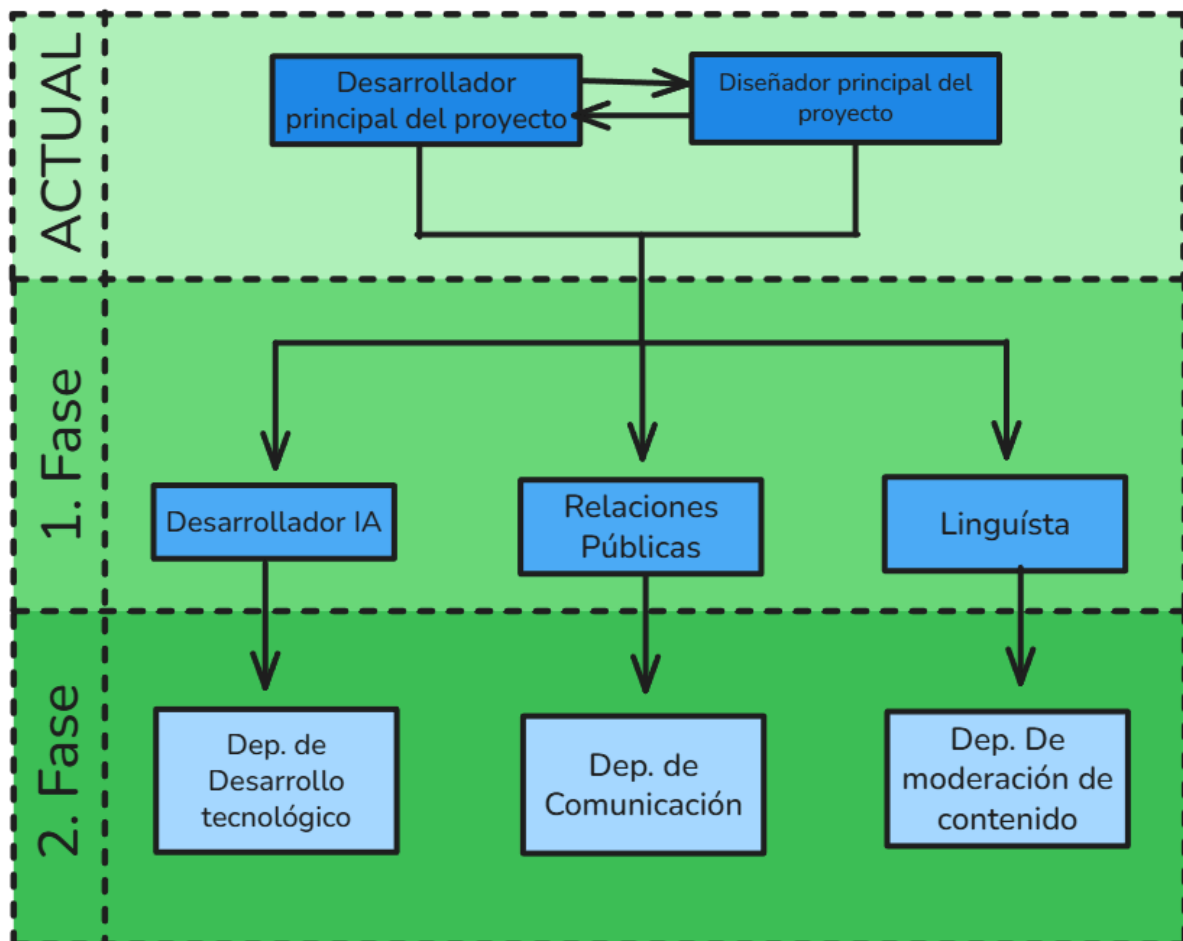 ACTUAL
Desarrollador
principal del proyecto
Diseñador principal del
proyecto
1. Fase
Desarrollador IA
Relaciones
Públicas
Linguísta
2. Fase
Dep. de
Desarrollo
tecnológico
Dep. de
Comunicación
Dep. De
moderación de
contenido